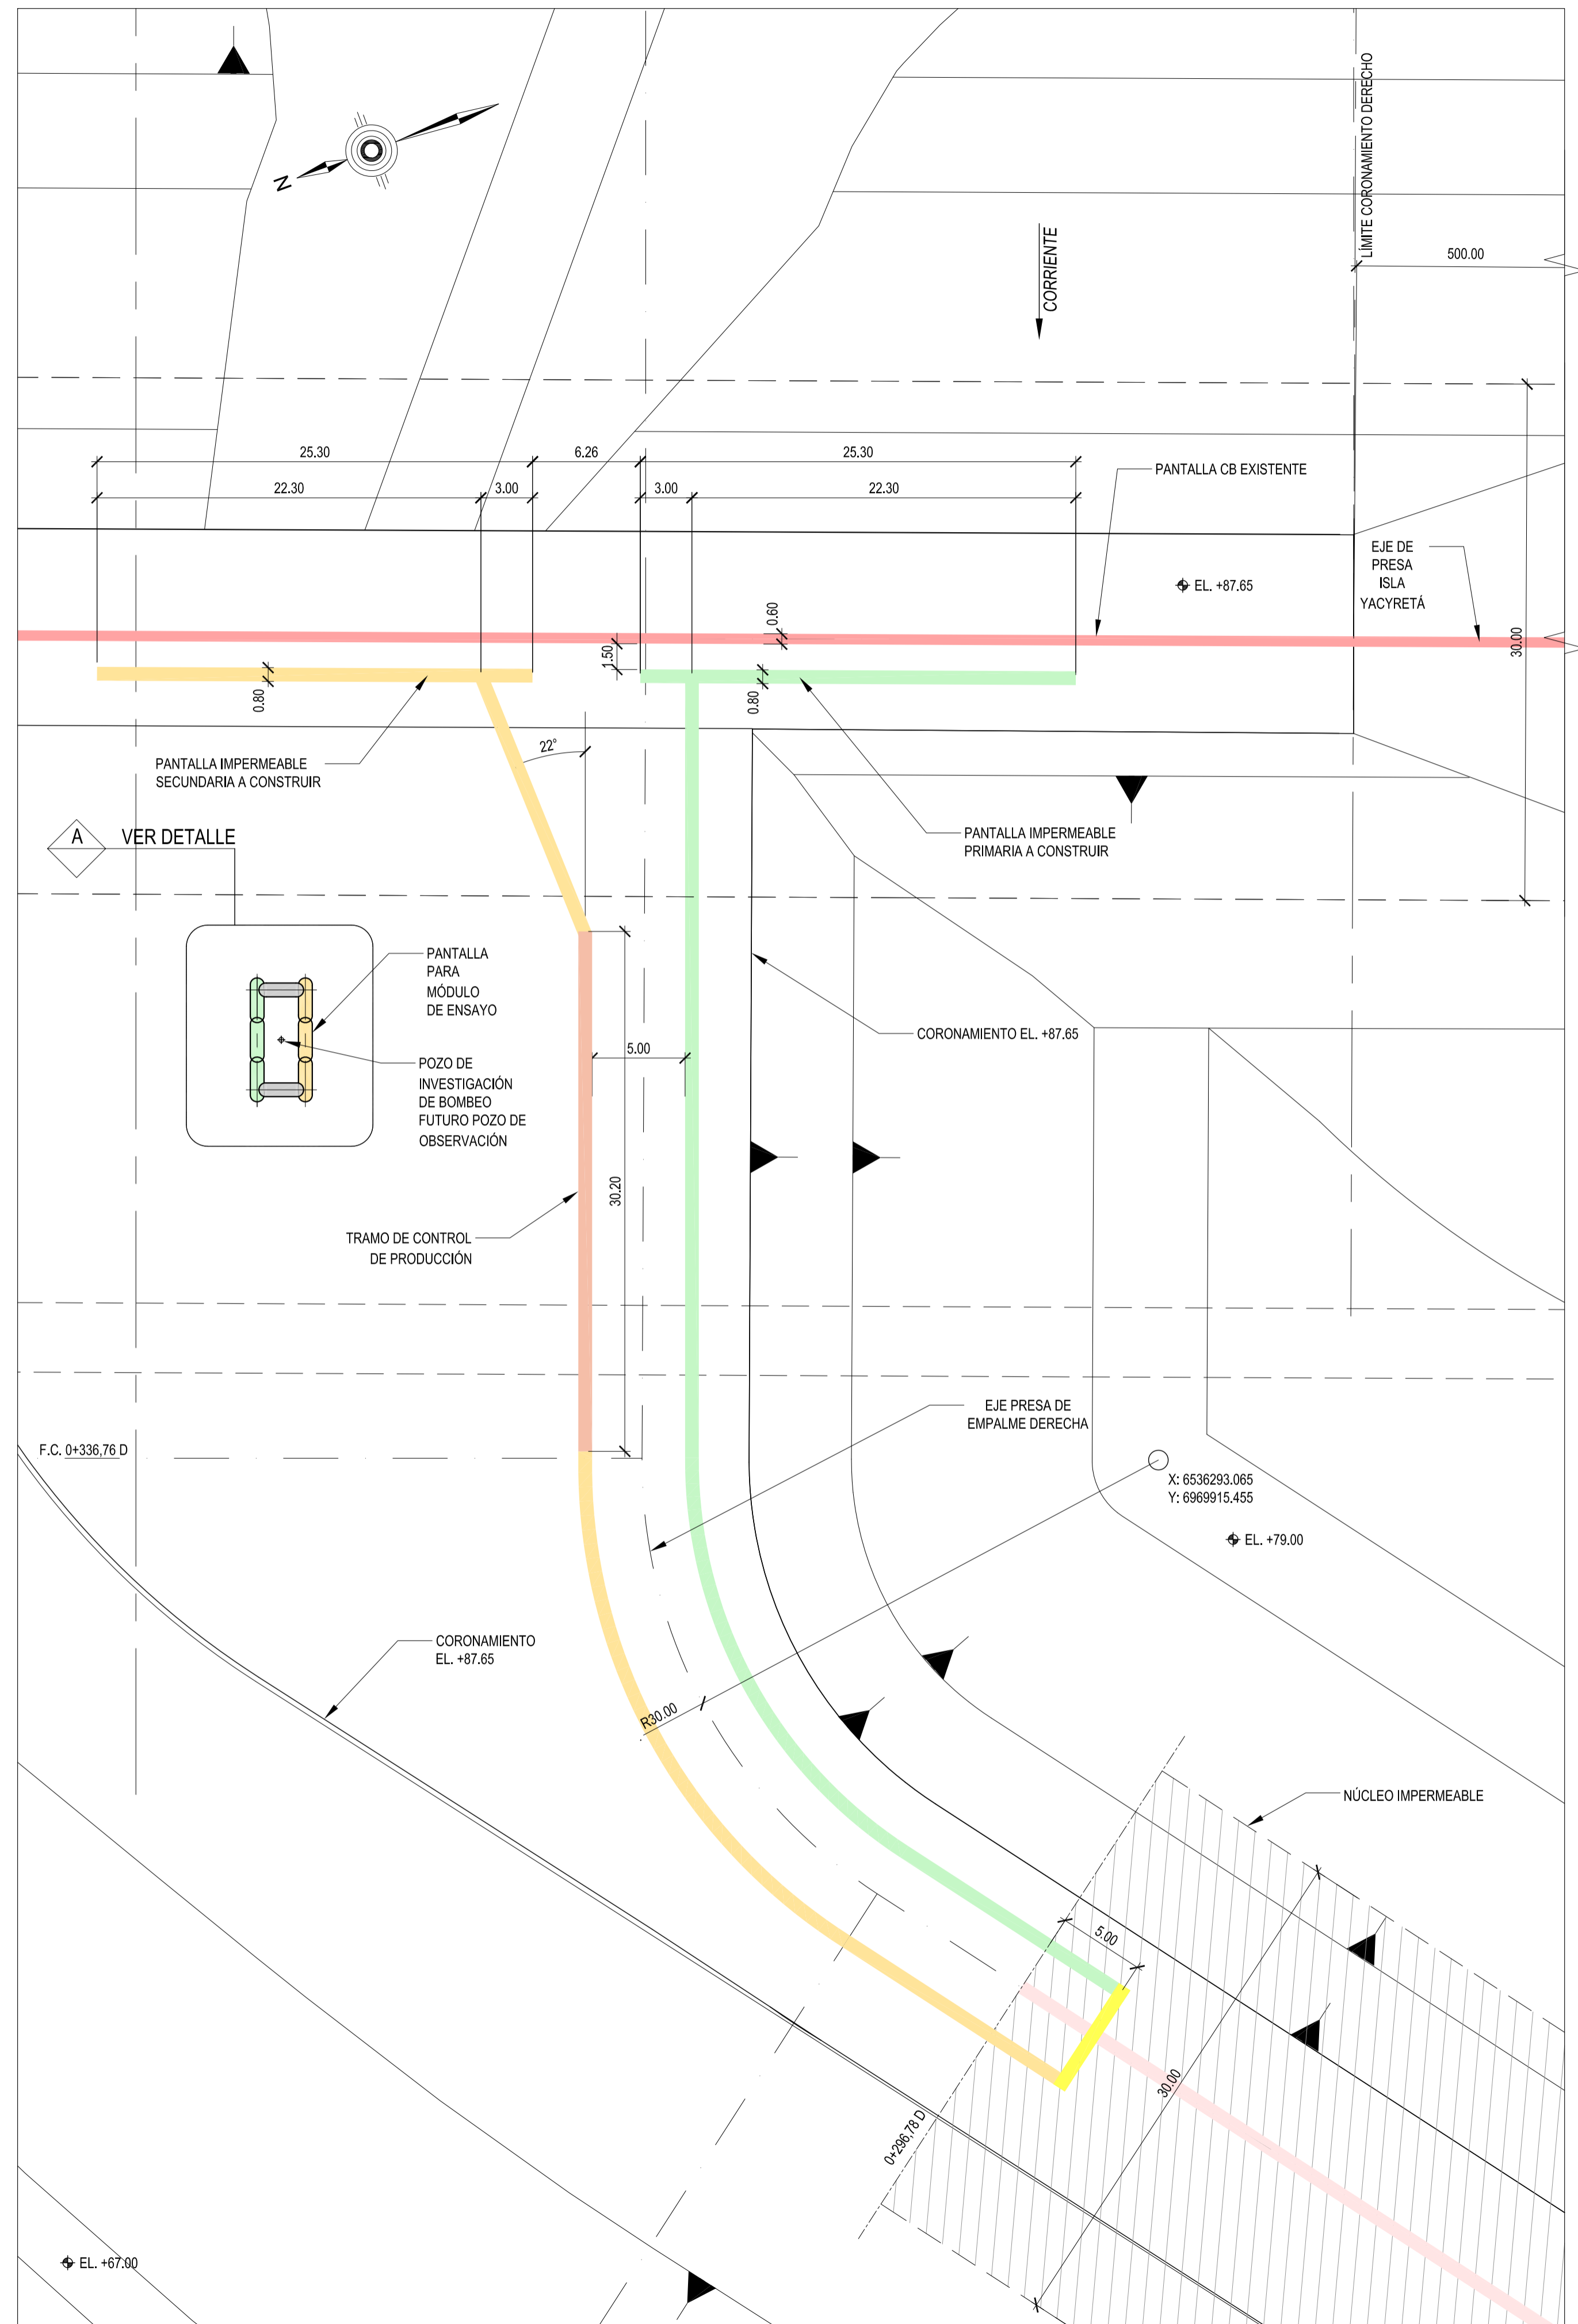 LÍMITE CORONAMIENTO DERECHO
N
CORRIENTE
500.00
25.30
6.26
25.30
22.30
3.00
3.00
22.30
PANTALLA CB EXISTENTE
EJE DE
PRESA
ISLA
YACYRETÁ
EL. +87.65
0.60
1.50
30.00
0.80
0.80
22°
PANTALLA IMPERMEABLE
SECUNDARIA A CONSTRUIR
A
VER DETALLE
PANTALLA IMPERMEABLE
PRIMARIA A CONSTRUIR
PANTALLA
PARA
MÓDULO
DE ENSAYO
CORONAMIENTO EL. +87.65
5.00
POZO DE
INVESTIGACIÓN
DE BOMBEO
FUTURO POZO DE
OBSERVACIÓN
30.20
TRAMO DE CONTROL
DE PRODUCCIÓN
EJE PRESA DE
EMPALME DERECHA
F.C. 0+336,76 D
X: 6536293.065
Y: 6969915.455
EL. +79.00
CORONAMIENTO
EL. +87.65
R30.00
NÚCLEO IMPERMEABLE
5.00
30.00
0+296,78 D
EL. +67.00